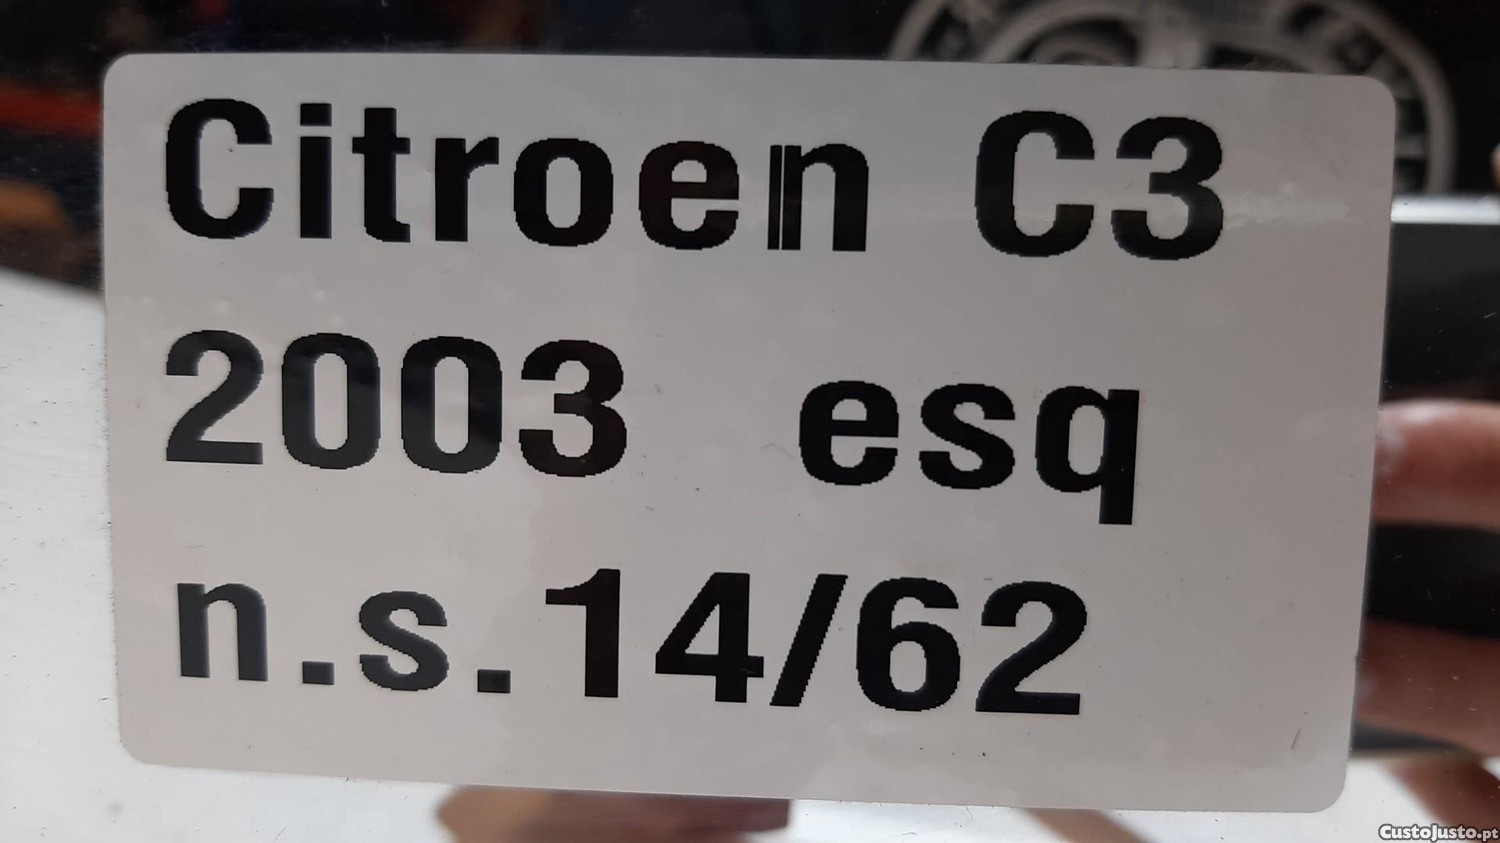 Citroen C3
2003 esq
n.s.14/62
CustoJusto.pt